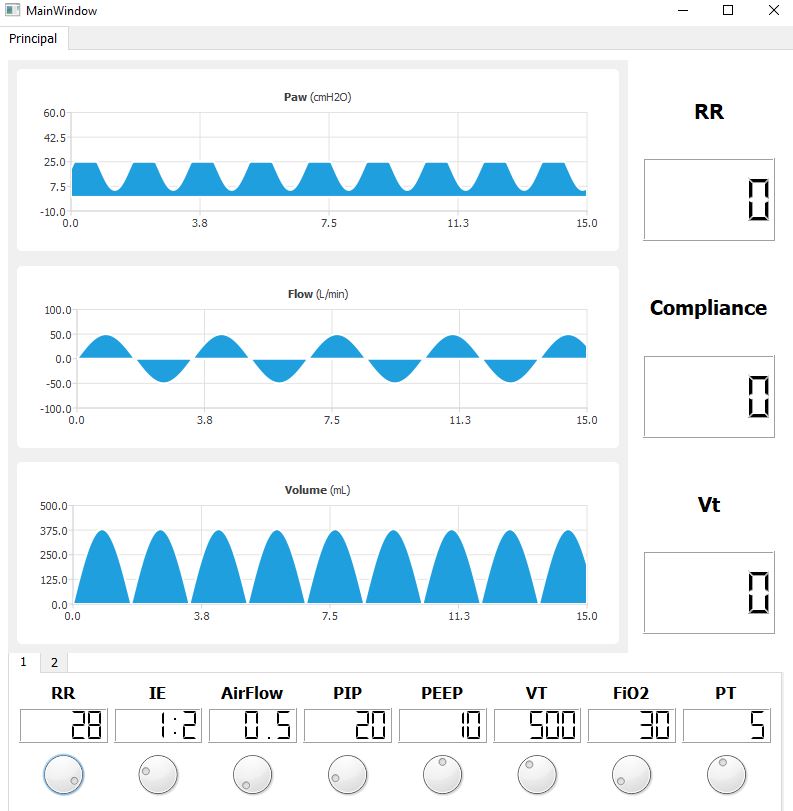 MainWindow
Principal
Paw (cmH2O)
60.0
42.5
25.0
7.5
-10.0
0.0 3.8 7.5 11.3 15.0
RR
0
Flow (L/min)
100.0
50.0
0.0
-50.0
-100.0
0.0 3.8 7.5 11.3 15.0
Compliance
0
Volume (mL)
500.0
375.0
250.0
125.0
0.0
0.0 3.8 7.5 11.3 15.0
Vt
0
1 2
RR IE AirFlow PIP PEEP VT FiO2 PT
28 1:2 0.5 20 10 500 30 5